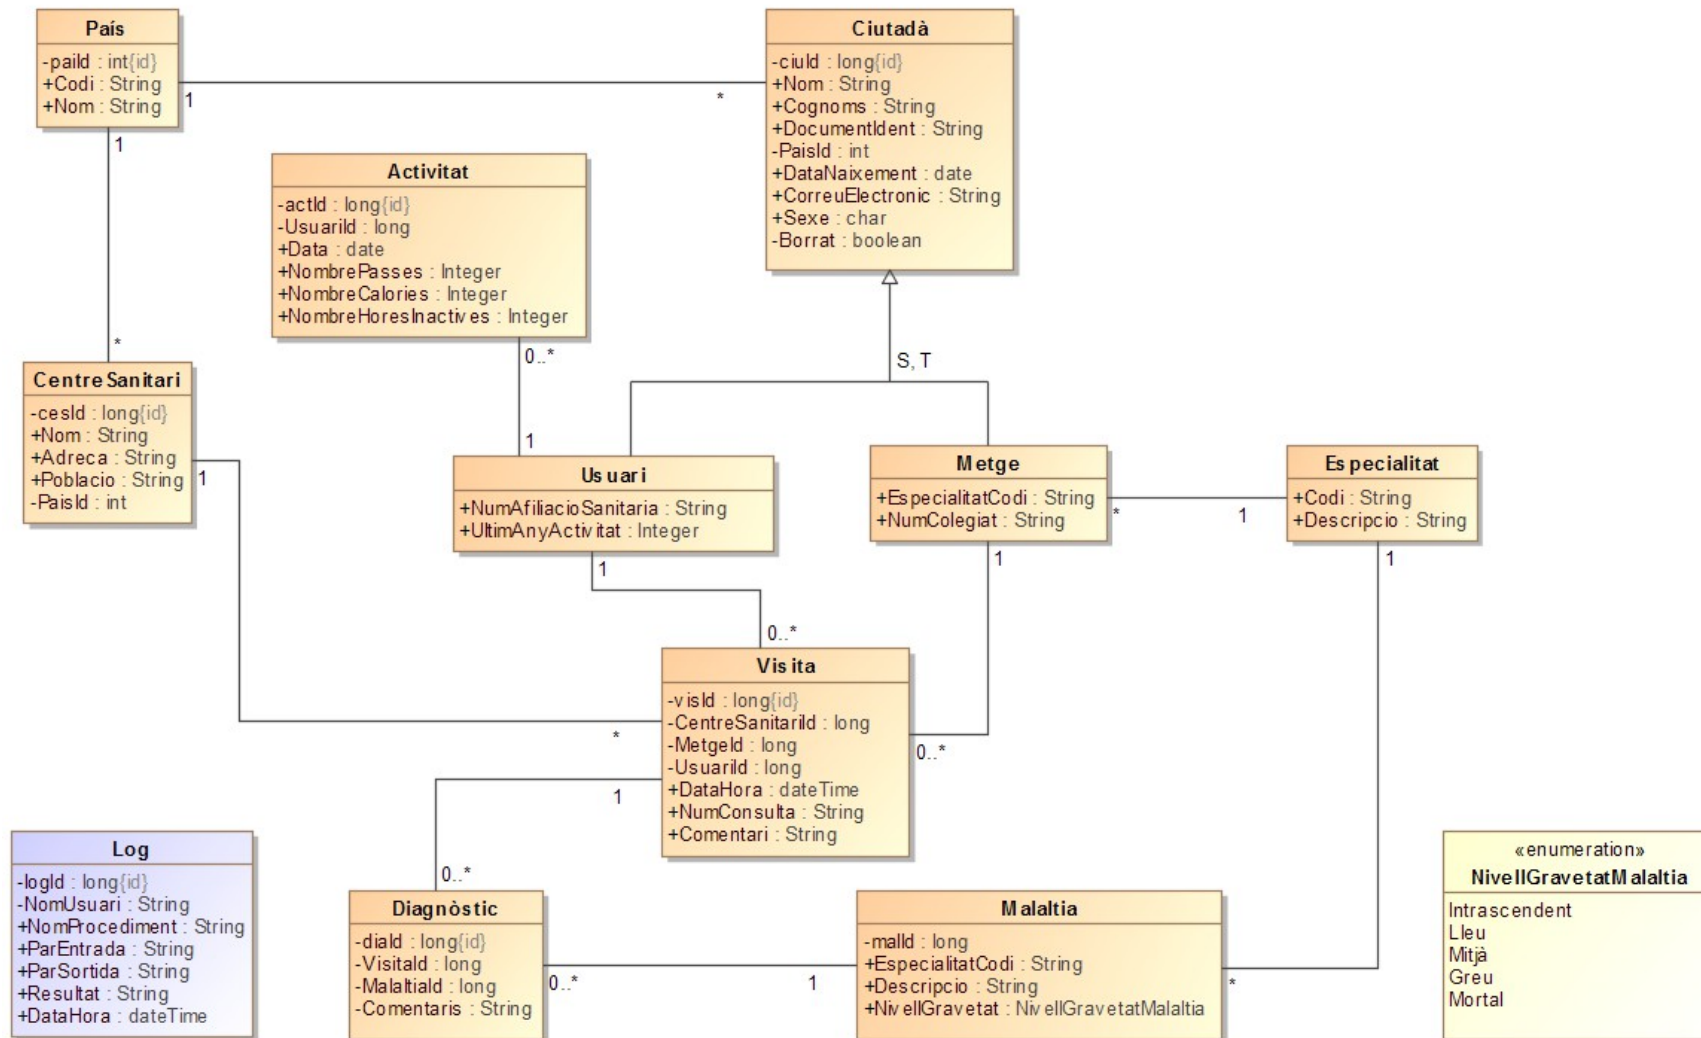 País
-paiId : int{id}
+Codi : String
+Nom : String
1
*
1
*
Ciutadà
-ciuId : long{id}
+Nom : String
+Cognoms : String
+DocumentIdent : String
-PaisId : int
+DataNaixement : date
+CorreuElectronic : String
+Sexe : char
-Borrat : boolean
Activitat
-actId : long{id}
-UsuariId : long
+Data : date
+NombrePasses : Integer
+NombreCalories : Integer
+NombreHoresInactives : Integer
0..*
1
S, T
CentreSanitari
-cesId : long{id}
+Nom : String
+Adreca : String
+Poblacio : String
-PaisId : int
1
*
Usuari
+NumAfiliacioSanitaria : String
+UltimAnyActivitat : Integer
1
0..*
Metge
+EspecialitatCodi : String
+NumColegiat : String
*
1
1
0..*
Especialitat
+Codi : String
+Descripcio : String
1
*
Visita
-visId : long{id}
-CentreSanitariId : long
-MetgeId : long
-UsuariId : long
+DataHora : dateTime
+NumConsulta : String
+Comentari : String
1
0..*
Log
-logId : long{id}
-NomUsuari : String
+NomProcediment : String
+ParEntrada : String
+ParSortida : String
+Resultat : String
+DataHora : dateTime
Diagnòstic
-diaId : long{id}
-VisitaId : long
-MalaltiaId : long
-Comentaris : String
0..*
1
Malaltia
-malId : long
+EspecialitatCodi : String
+Descripcio : String
+NivellGravetat : NivellGravetatMalaltia
«enumeration»
NivellGravetatMalaltia
Intrascendent
Lleu
Mitjà
Greu
Mortal